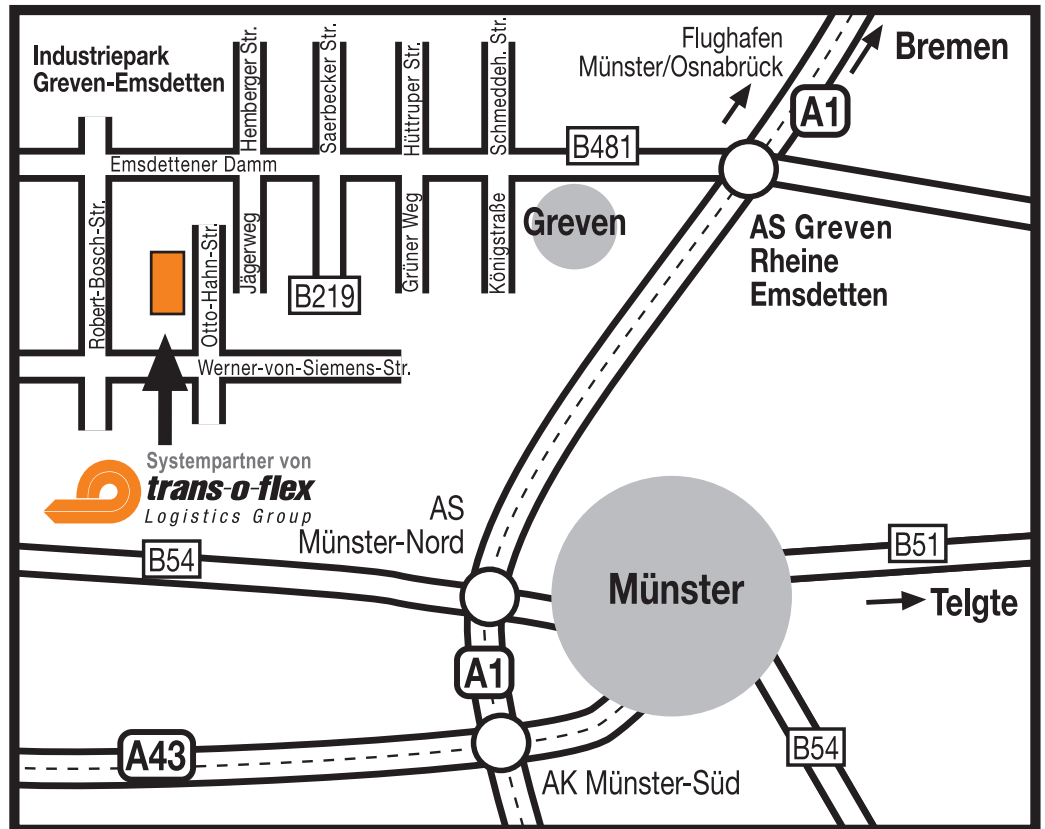 Industriepark
Greven-Emsdetten
Hemberger Str.
Saerbecker Str.
Hüttruper Str.
Schmeddeh. Str.
Flughafen
Münster/Osnabrück
Bremen
A1
B481
Emsdettener Damm
Robert-Bosch-Str.
Otto-Hahn-Str.
Jägerweg
B219
Grüner Weg
Königstraße
Greven
AS Greven
Rheine
Emsdetten
Werner-von-Siemens-Str.
Systempartner von
trans-o-flex
Logistics Group
AS
Münster-Nord
B54
B51
Münster
Telgte
A1
A43
B54
AK Münster-Süd